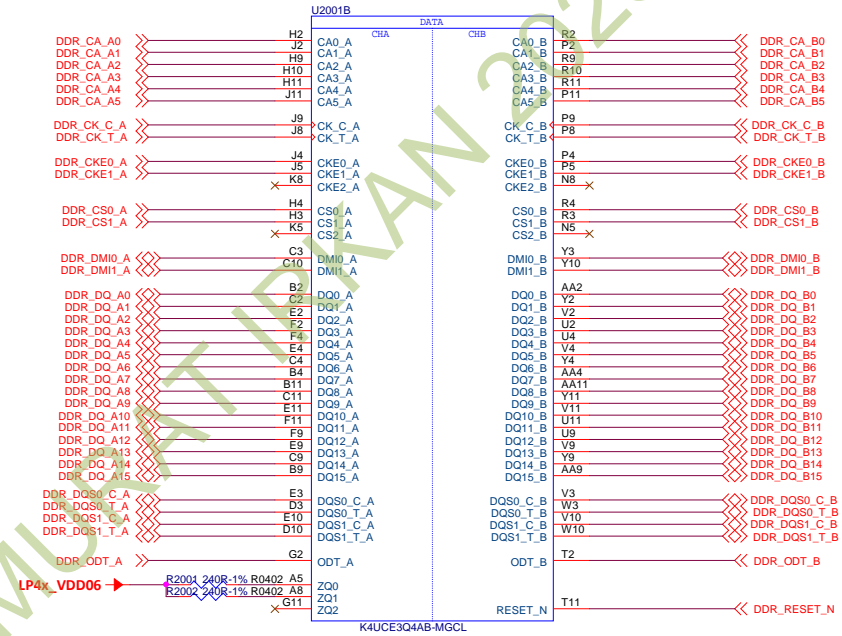 U2001B
DATA
CHA CHB
DDR_CA_A0 H2 CA0_A CA0_B R2 DDR_CA_B0
DDR_CA_A1 J2 CA1_A CA1_B P2 DDR_CA_B1
DDR_CA_A2 H9 CA2_A CA2_B R9 DDR_CA_B2
DDR_CA_A3 H10 CA3_A CA3_B R10 DDR_CA_B3
DDR_CA_A4 H11 CA4_A CA4_B R11 DDR_CA_B4
DDR_CA_A5 J11 CA5_A CA5_B P11 DDR_CA_B5
DDR_CK_C_A J9 CK_C_A CK_C_B P9 DDR_CK_C_B
DDR_CK_T_A J8 CK_T_A CK_T_B P8 DDR_CK_T_B
DDR_CKE0_A J4 CKE0_A CKE0_B P4 DDR_CKE0_B
DDR_CKE1_A J5 CKE1_A CKE1_B P5 DDR_CKE1_B
K8 CKE2_A CKE2_B N8
DDR_CS0_A H4 CS0_A CS0_B R4 DDR_CS0_B
DDR_CS1_A H3 CS1_A CS1_B R3 DDR_CS1_B
K5 CS2_A CS2_B N5
DDR_DMI0_A C3 DMI0_A DMI0_B Y3 DDR_DMI0_B
DDR_DMI1_A C10 DMI1_A DMI1_B Y10 DDR_DMI1_B
DDR_DQ_A0 B2 DQ0_A DQ0_B AA2 DDR_DQ_B0
DDR_DQ_A1 C2 DQ1_A DQ1_B Y2 DDR_DQ_B1
DDR_DQ_A2 E2 DQ2_A DQ2_B V2 DDR_DQ_B2
DDR_DQ_A3 F2 DQ3_A DQ3_B U2 DDR_DQ_B3
DDR_DQ_A4 F4 DQ4_A DQ4_B U4 DDR_DQ_B4
DDR_DQ_A5 E4 DQ5_A DQ5_B V4 DDR_DQ_B5
DDR_DQ_A6 C4 DQ6_A DQ6_B Y4 DDR_DQ_B6
DDR_DQ_A7 B4 DQ7_A DQ7_B AA4 DDR_DQ_B7
DDR_DQ_A8 B11 DQ8_A DQ8_B AA11 DDR_DQ_B8
DDR_DQ_A9 C11 DQ9_A DQ9_B Y11 DDR_DQ_B9
DDR_DQ_A10 E11 DQ10_A DQ10_B V11 DDR_DQ_B10
DDR_DQ_A11 F11 DQ11_A DQ11_B U11 DDR_DQ_B11
DDR_DQ_A12 F9 DQ12_A DQ12_B U9 DDR_DQ_B12
DDR_DQ_A13 E9 DQ13_A DQ13_B V9 DDR_DQ_B13
DDR_DQ_A14 C9 DQ14_A DQ14_B Y9 DDR_DQ_B14
DDR_DQ_A15 B9 DQ15_A DQ15_B AA9 DDR_DQ_B15
DDR_DQS0_C_A E3 DQS0_C_A DQS0_C_B V3 DDR_DQS0_C_B
DDR_DQS0_T_A D3 DQS0_T_A DQS0_T_B W3 DDR_DQS0_T_B
DDR_DQS1_C_A E10 DQS1_C_A DQS1_C_B V10 DDR_DQS1_C_B
DDR_DQS1_T_A D10 DQS1_T_A DQS1_T_B W10 DDR_DQS1_T_B
DDR_ODT_A G2 ODT_A ODT_B T2 DDR_ODT_B
LP4x_VDD06 R2001 240R-1% R0402 A5 ZQ0
R2002 240R-1% R0402 A8 ZQ1
G11 ZQ2 RESET_N T11 DDR_RESET_N
K4UCE3Q4AB-MGCL
MURAT IRKAN